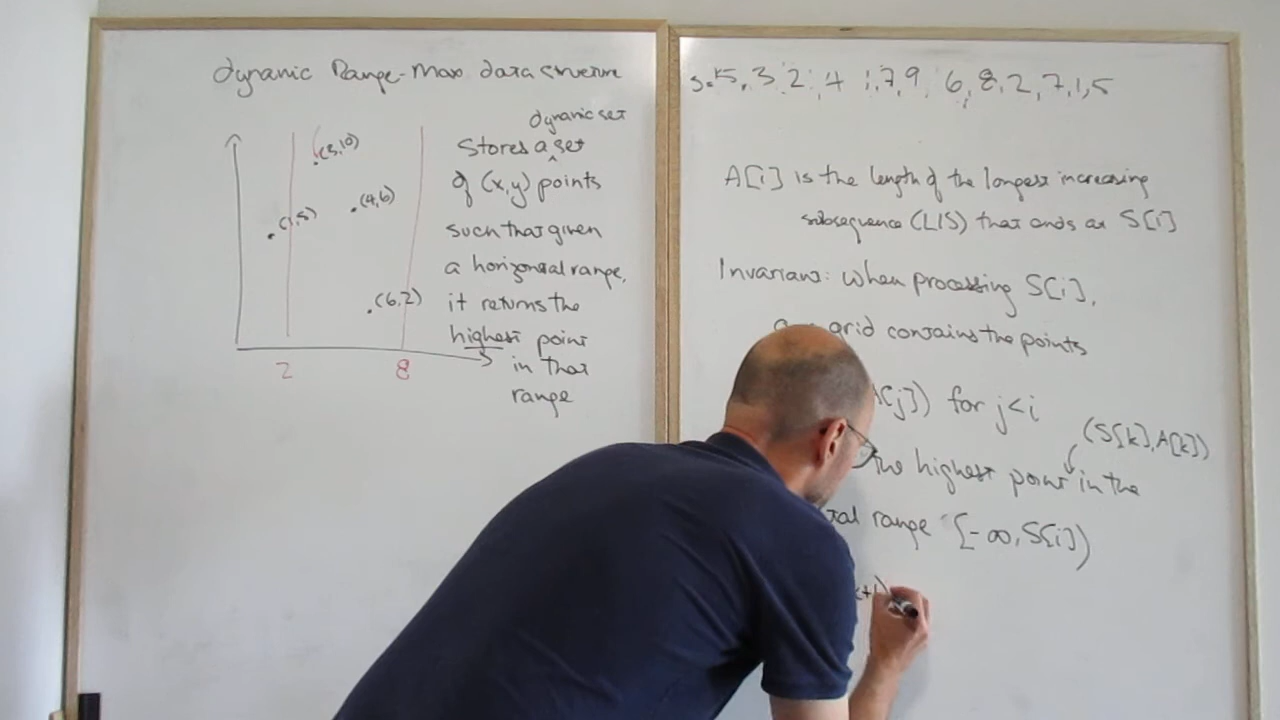 Dynamic Range-Max data structure
dynamic set
Stores a set
of (x,y) points
such that given
a horizontal range,
it returns the
highest point
in that
range
(3,10)
(4,6)
(1,5)
(6,2)
2
8
5, 3 2 4 1, 7, 9 6, 8, 2, 7, 1, 5
A[i] is the length of the longest increasing
subsequence (LIS) that ends at S[i]
Invariant: when processing S[i],
grid contains the points
[j]) for j<i
(S[k], A[k])
the highest point in the
range [-∞, S[i])
+1)